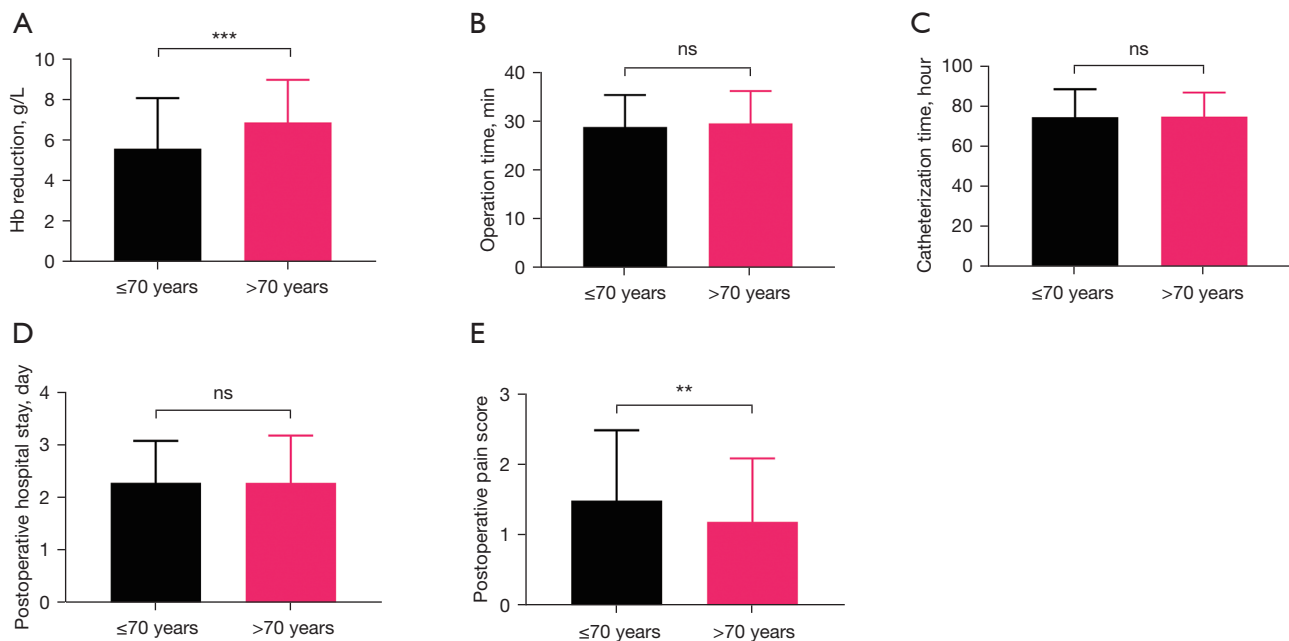 A
***
Hb reduction, g/L
10
8
6
4
2
0
≤70 years
>70 years
B
ns
Operation time, min
40
30
20
10
0
≤70 years
>70 years
C
ns
Catheterization time, hour
100
80
60
40
20
0
≤70 years
>70 years
D
ns
Postoperative hospital stay, day
4
3
2
1
0
≤70 years
>70 years
E
**
Postoperative pain score
3
2
1
0
≤70 years
>70 years